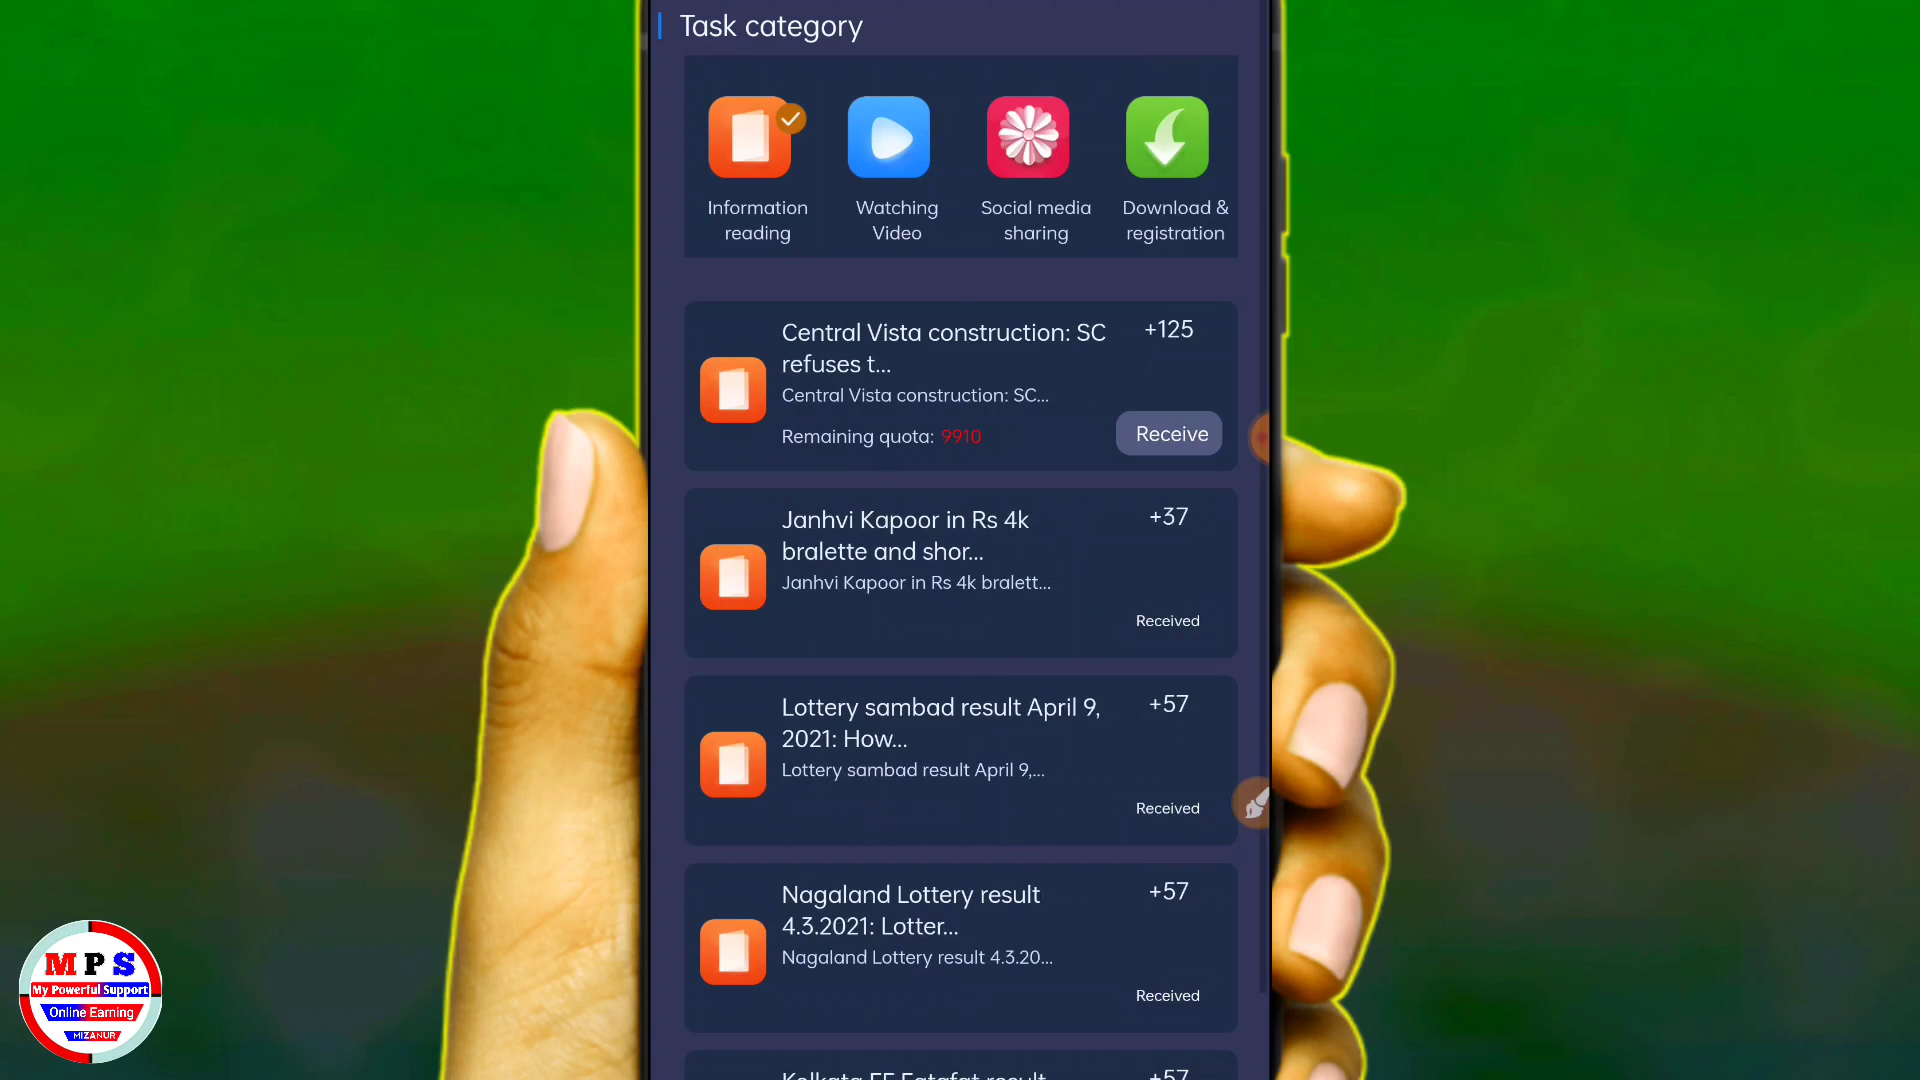 Task category
Information
reading
Watching
Video
Social media
sharing
Download &
registration
Central Vista construction: SC
refuses t...
+125
Central Vista construction: SC...
Remaining quota: 9910
Receive
Janhvi Kapoor in Rs 4k
bralette and shor...
+37
Janhvi Kapoor in Rs 4k bralett...
Received
Lottery sambad result April 9,
2021: How...
+57
Lottery sambad result April 9,...
Received
Nagaland Lottery result
4.3.2021: Lotter...
+57
Nagaland Lottery result 4.3.20...
Received
Kolkata FF Fatafat result
+57
M P S
My Powerful Support
Online Earning
MIZANUR